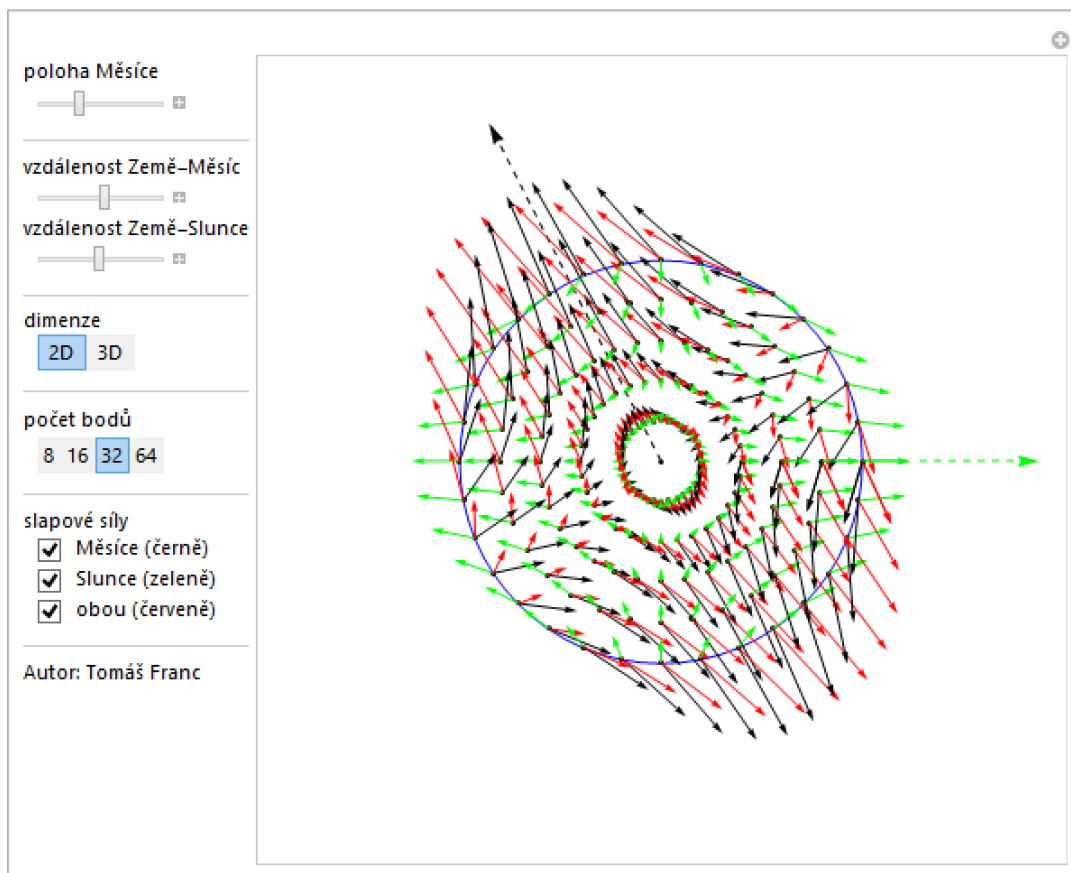 poloha Měsíce
vzdálenost Země–Měsíc
vzdálenost Země–Slunce
dimenze
2D 3D
počet bodů
8 16 32 64
slapové síly
Měsíce (černě)
Slunce (zeleně)
obou (červeně)
Autor: Tomáš Franc